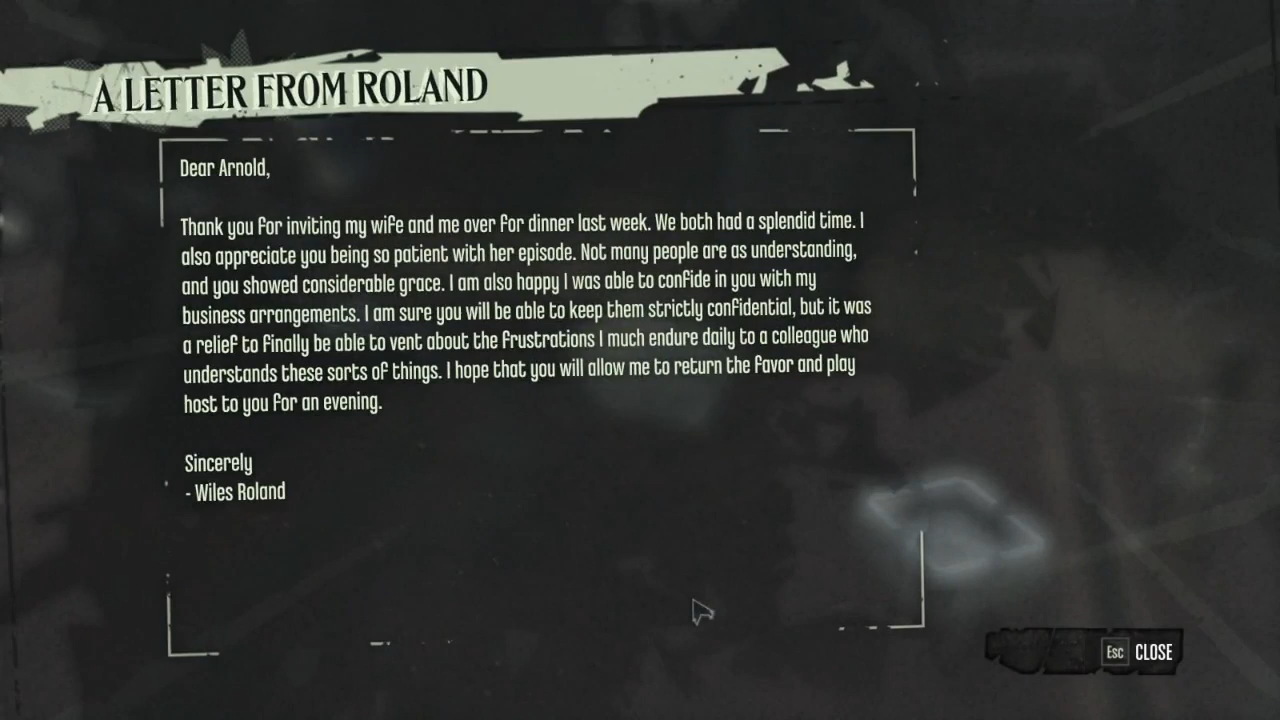 A LETTER FROM ROLAND
Dear Arnold,
Thank you for inviting my wife and me over for dinner last week. We both had a splendid time. I
also appreciate you being so patient with her episode. Not many people are as understanding,
and you showed considerable grace. I am also happy I was able to confide in you with my
business arrangements. I am sure you will be able to keep them strictly confidential, but it was
a relief to finally be able to vent about the frustrations I much endure daily to a colleague who
understands these sorts of things. I hope that you will allow me to return the favor and play
host to you for an evening.
Sincerely
- Wiles Roland
Esc CLOSE